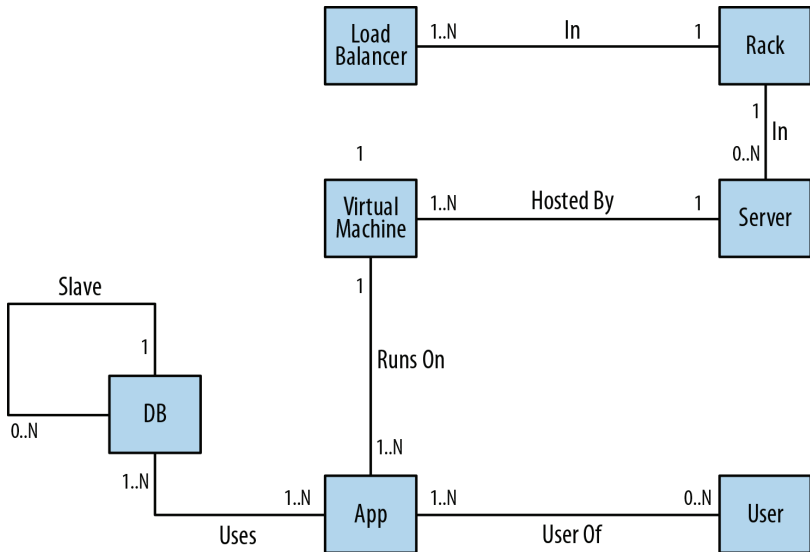 Load
Balancer
1..N
In
1
Rack
1
In
0..N
1
Virtual
Machine
1..N
Hosted By
1
Server
1
Slave
1
Runs On
DB
0..N
1..N
1..N
1..N
App
1..N
0..N
User
Uses
User Of